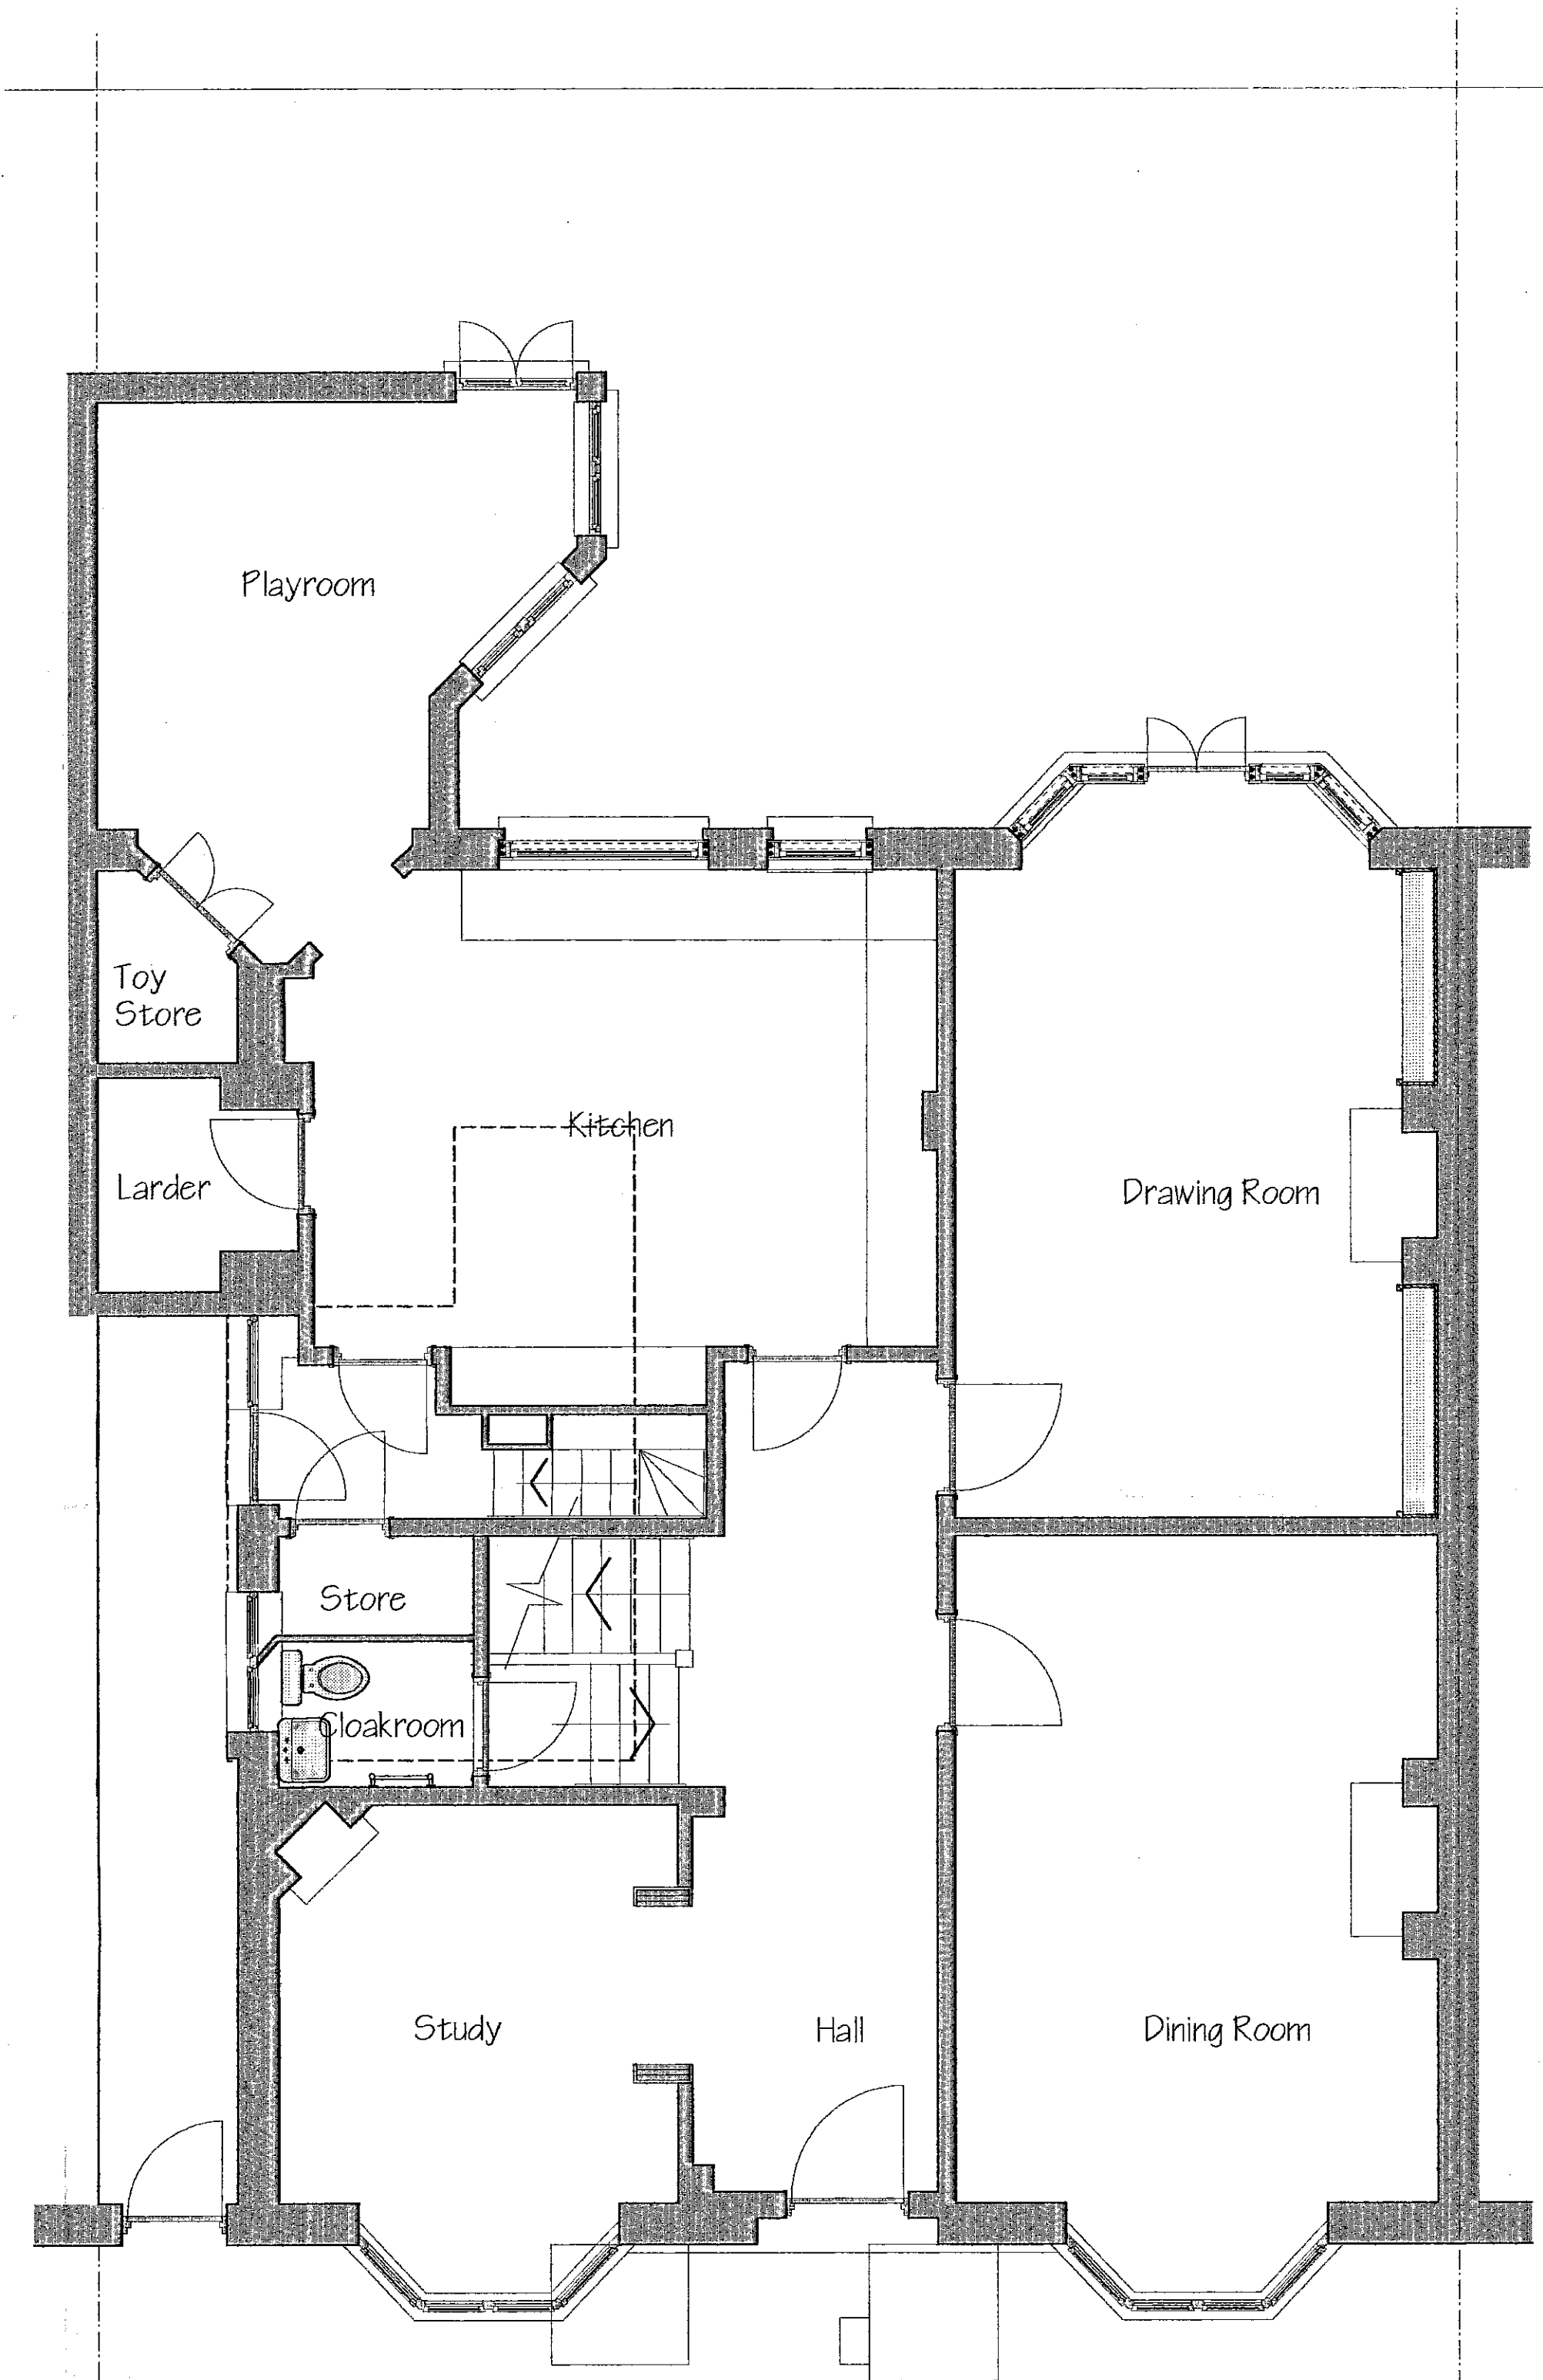 Playroom
Toy
Store
Kitchen
Larder
Drawing Room
Store
Cloakroom
Study
Hall
Dining Room